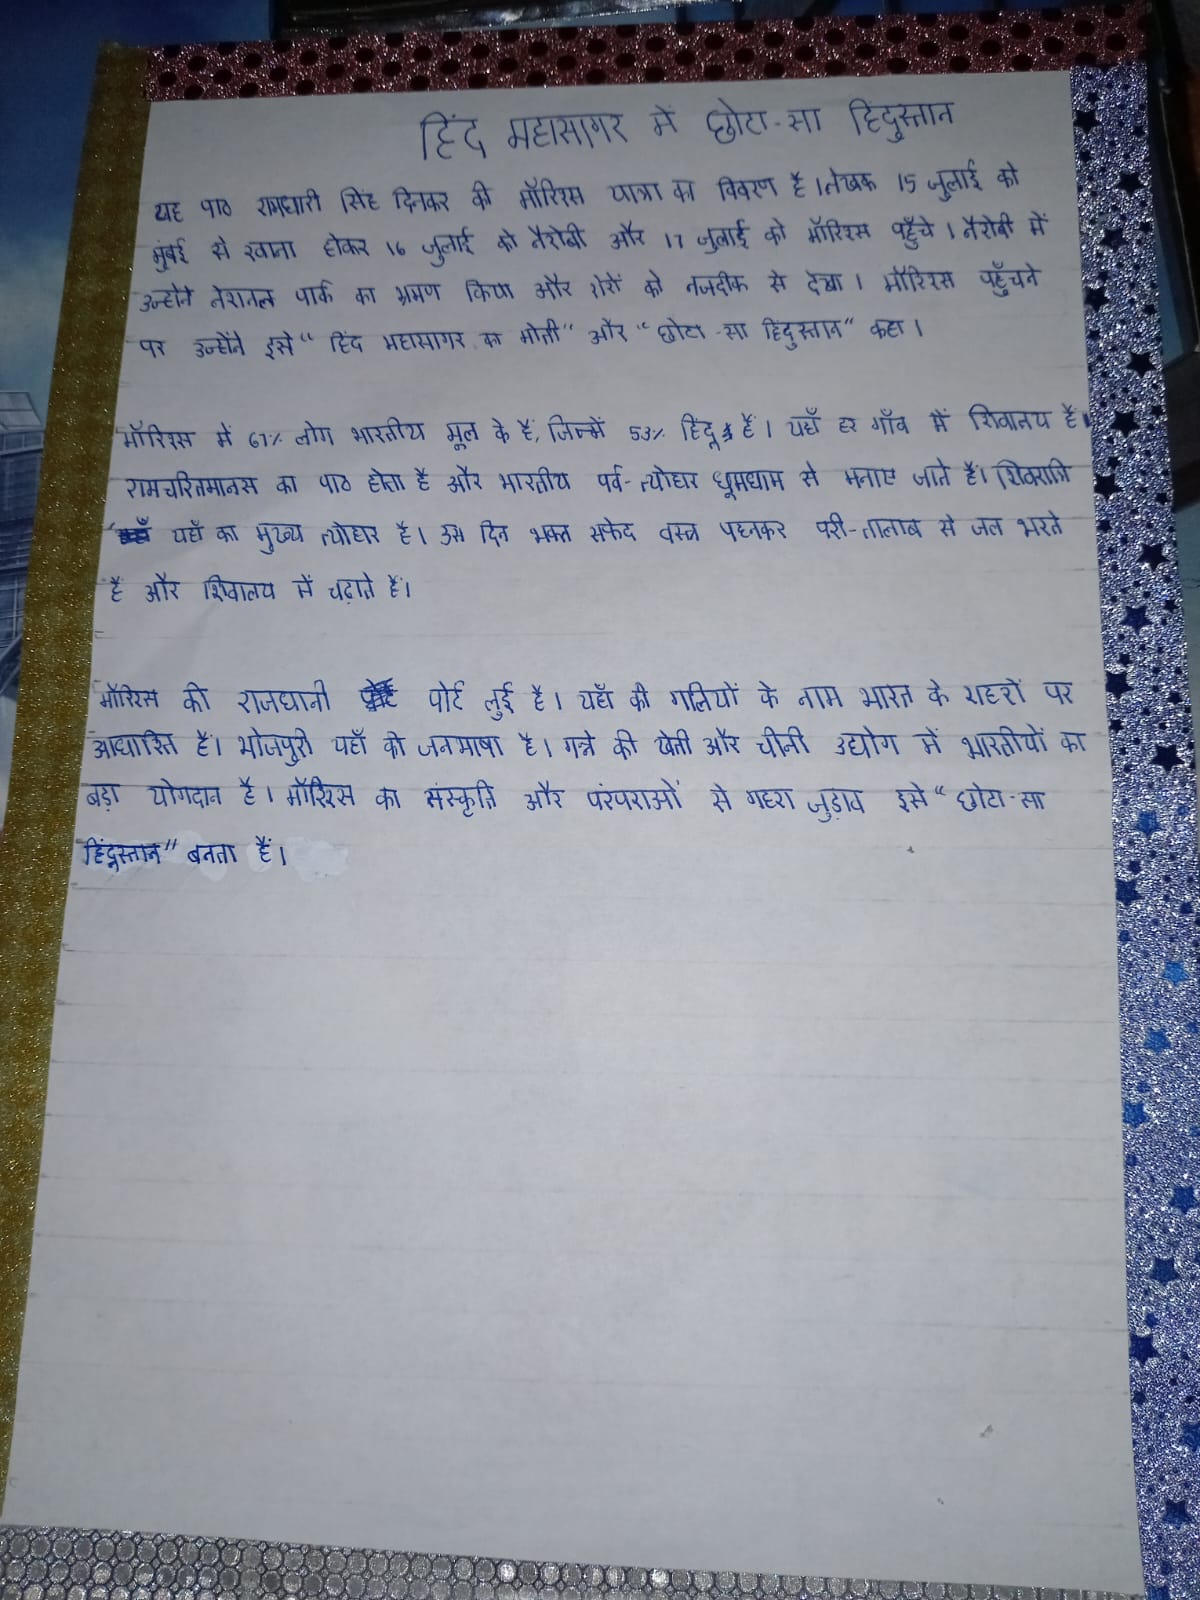 हिंद महासागर में छोटा-सा हिंदुस्तान
यह पाठ रामधारी सिंह दिनकर की मॉरिशस यात्रा का विवरण है। लेखक 15 जुलाई को
मुंबई से रवाना होकर 16 जुलाई को नैरोबी और 17 जुलाई को मॉरिशस पहुँचे। नैरोबी में
उन्होंने नेशनल पार्क का भ्रमण किया और शेरों को नजदीक से देखा। मॉरिशस पहुँचने
पर उन्होंने इसे "हिंद महासागर का मोती" और "छोटा-सा हिंदुस्तान" कहा।
मॉरिशस में 67% लोग भारतीय मूल के हैं, जिनमें 53% हिंदू हैं। यहाँ हर गाँव में शिवालय है।
रामचरितमानस का पाठ होता है और भारतीय पर्व-त्योहार धूमधाम से मनाए जाते हैं। शिवरात्रि
यहाँ का मुख्य त्योहार है। उस दिन भक्त सफेद वस्त्र पहनकर परी-तालाब से जल भरते
हैं और शिवालय में चढ़ाते हैं।
मॉरिशस की राजधानी पोर्ट लुई है। यहाँ की गलियों के नाम भारत के शहरों पर
आधारित हैं। भोजपुरी यहाँ की जनभाषा है। गन्ने की खेती और चीनी उद्योग में भारतीयों का
बड़ा योगदान है। मॉरिशस का संस्कृति और परंपराओं से गहरा जुड़ाव इसे "छोटा-सा
हिंदुस्तान" बनता है।